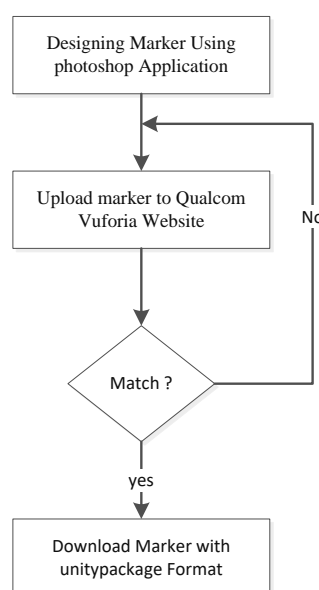 Designing Marker Using
photoshop Application
Upload marker to Qualcom
Vuforia Website
No
Match ?
yes
Download Marker with
unitypackage Format